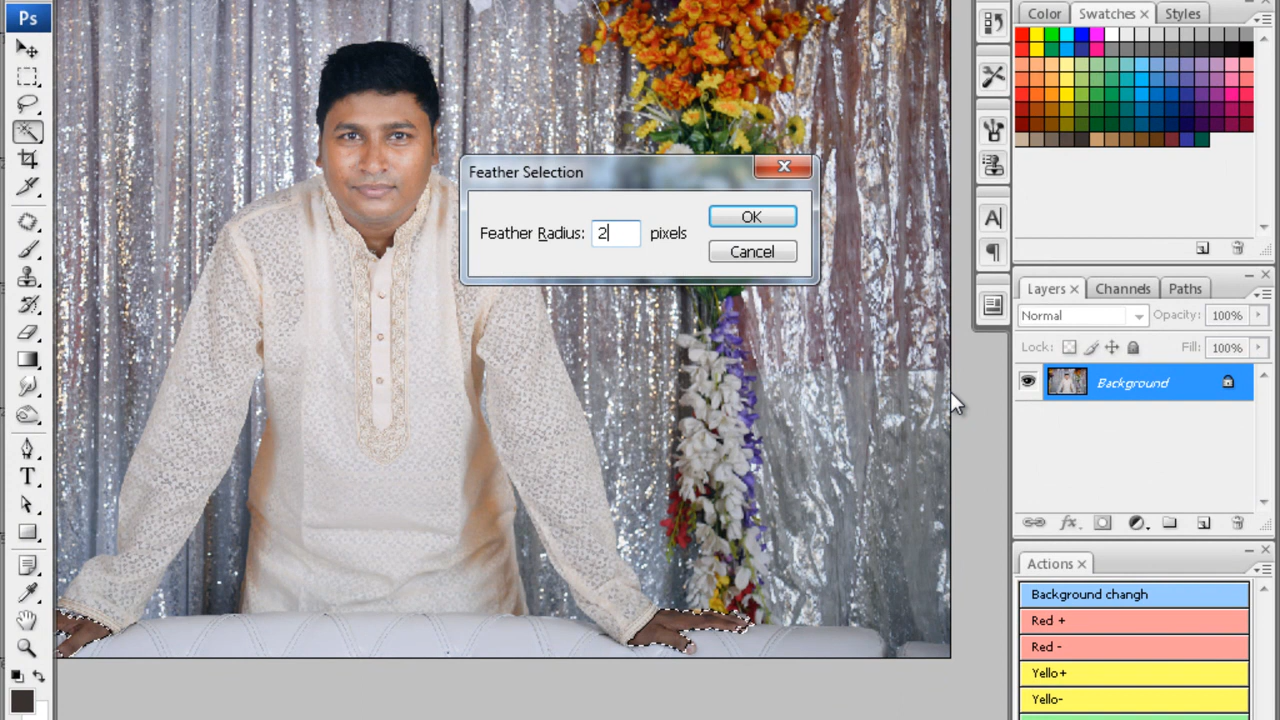 Ps
Color
Swatches
Styles
Feather Selection
Feather Radius: 2 pixels
OK
Cancel
Layers
Channels
Paths
Normal
Opacity: 100%
Lock:
Fill: 100%
Background
Actions
Background changh
Red +
Red -
Yello+
Yello-